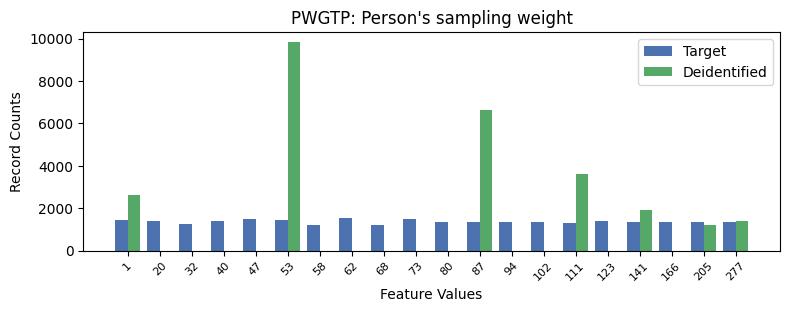 PWGTP: Person's sampling weight
Target
Deidentified
Record Counts
10000
8000
6000
4000
2000
0
1 20 32 40 47 53 58 62 68 73 80 87 94 102 111 123 141 166 205 277
Feature Values